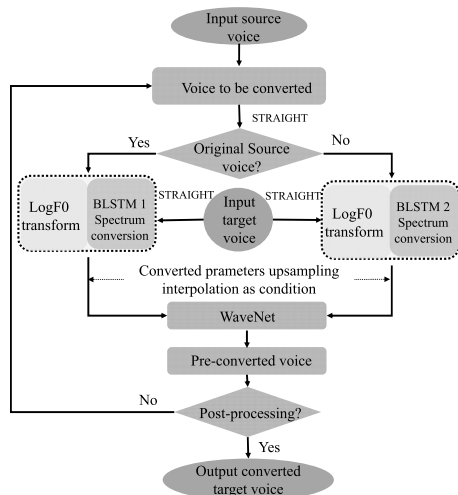 Input source
voice
Voice to be converted
STRAIGHT
Yes
No
Original Source
voice?
LogF0
transform
BLSTM 1
Spectrum
conversion
STRAIGHT
Input
target
voice
STRAIGHT
LogF0
transform
BLSTM 2
Spectrum
conversion
Converted prameters upsampling
interpolation as condition
WaveNet
Pre-converted voice
No
Post-processing?
Yes
Output converted
target voice